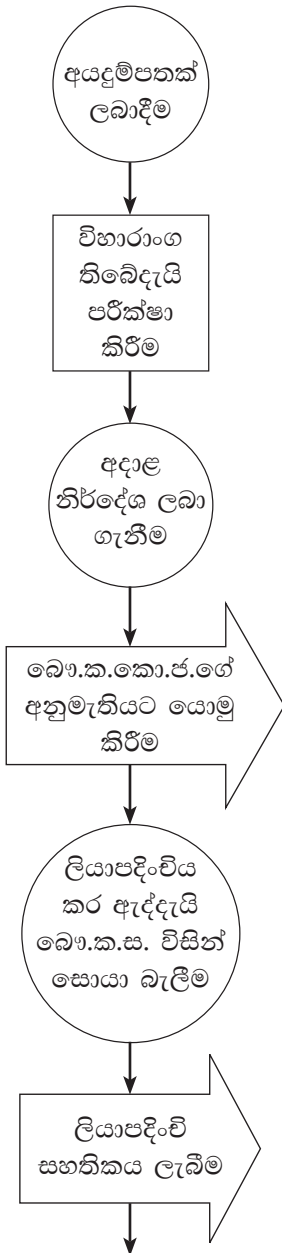 අයදුම්පතක්
ලබාදීම
විහාරාංග
තිබේදැයි
පරීක්ෂා
කිරීම
අදාළ
නිර්දේශ ලබා
ගැනීම
බෞ.ක.කො.ජ.ගේ
අනුමැතියට යොමු
කිරීම
ලියාපදිංචිය
කර ඇද්දැයි
බෞ.ක.ස. විසින්
සොයා බැලීම
ලියාපදිංචි
සහතිකය ලැබීම